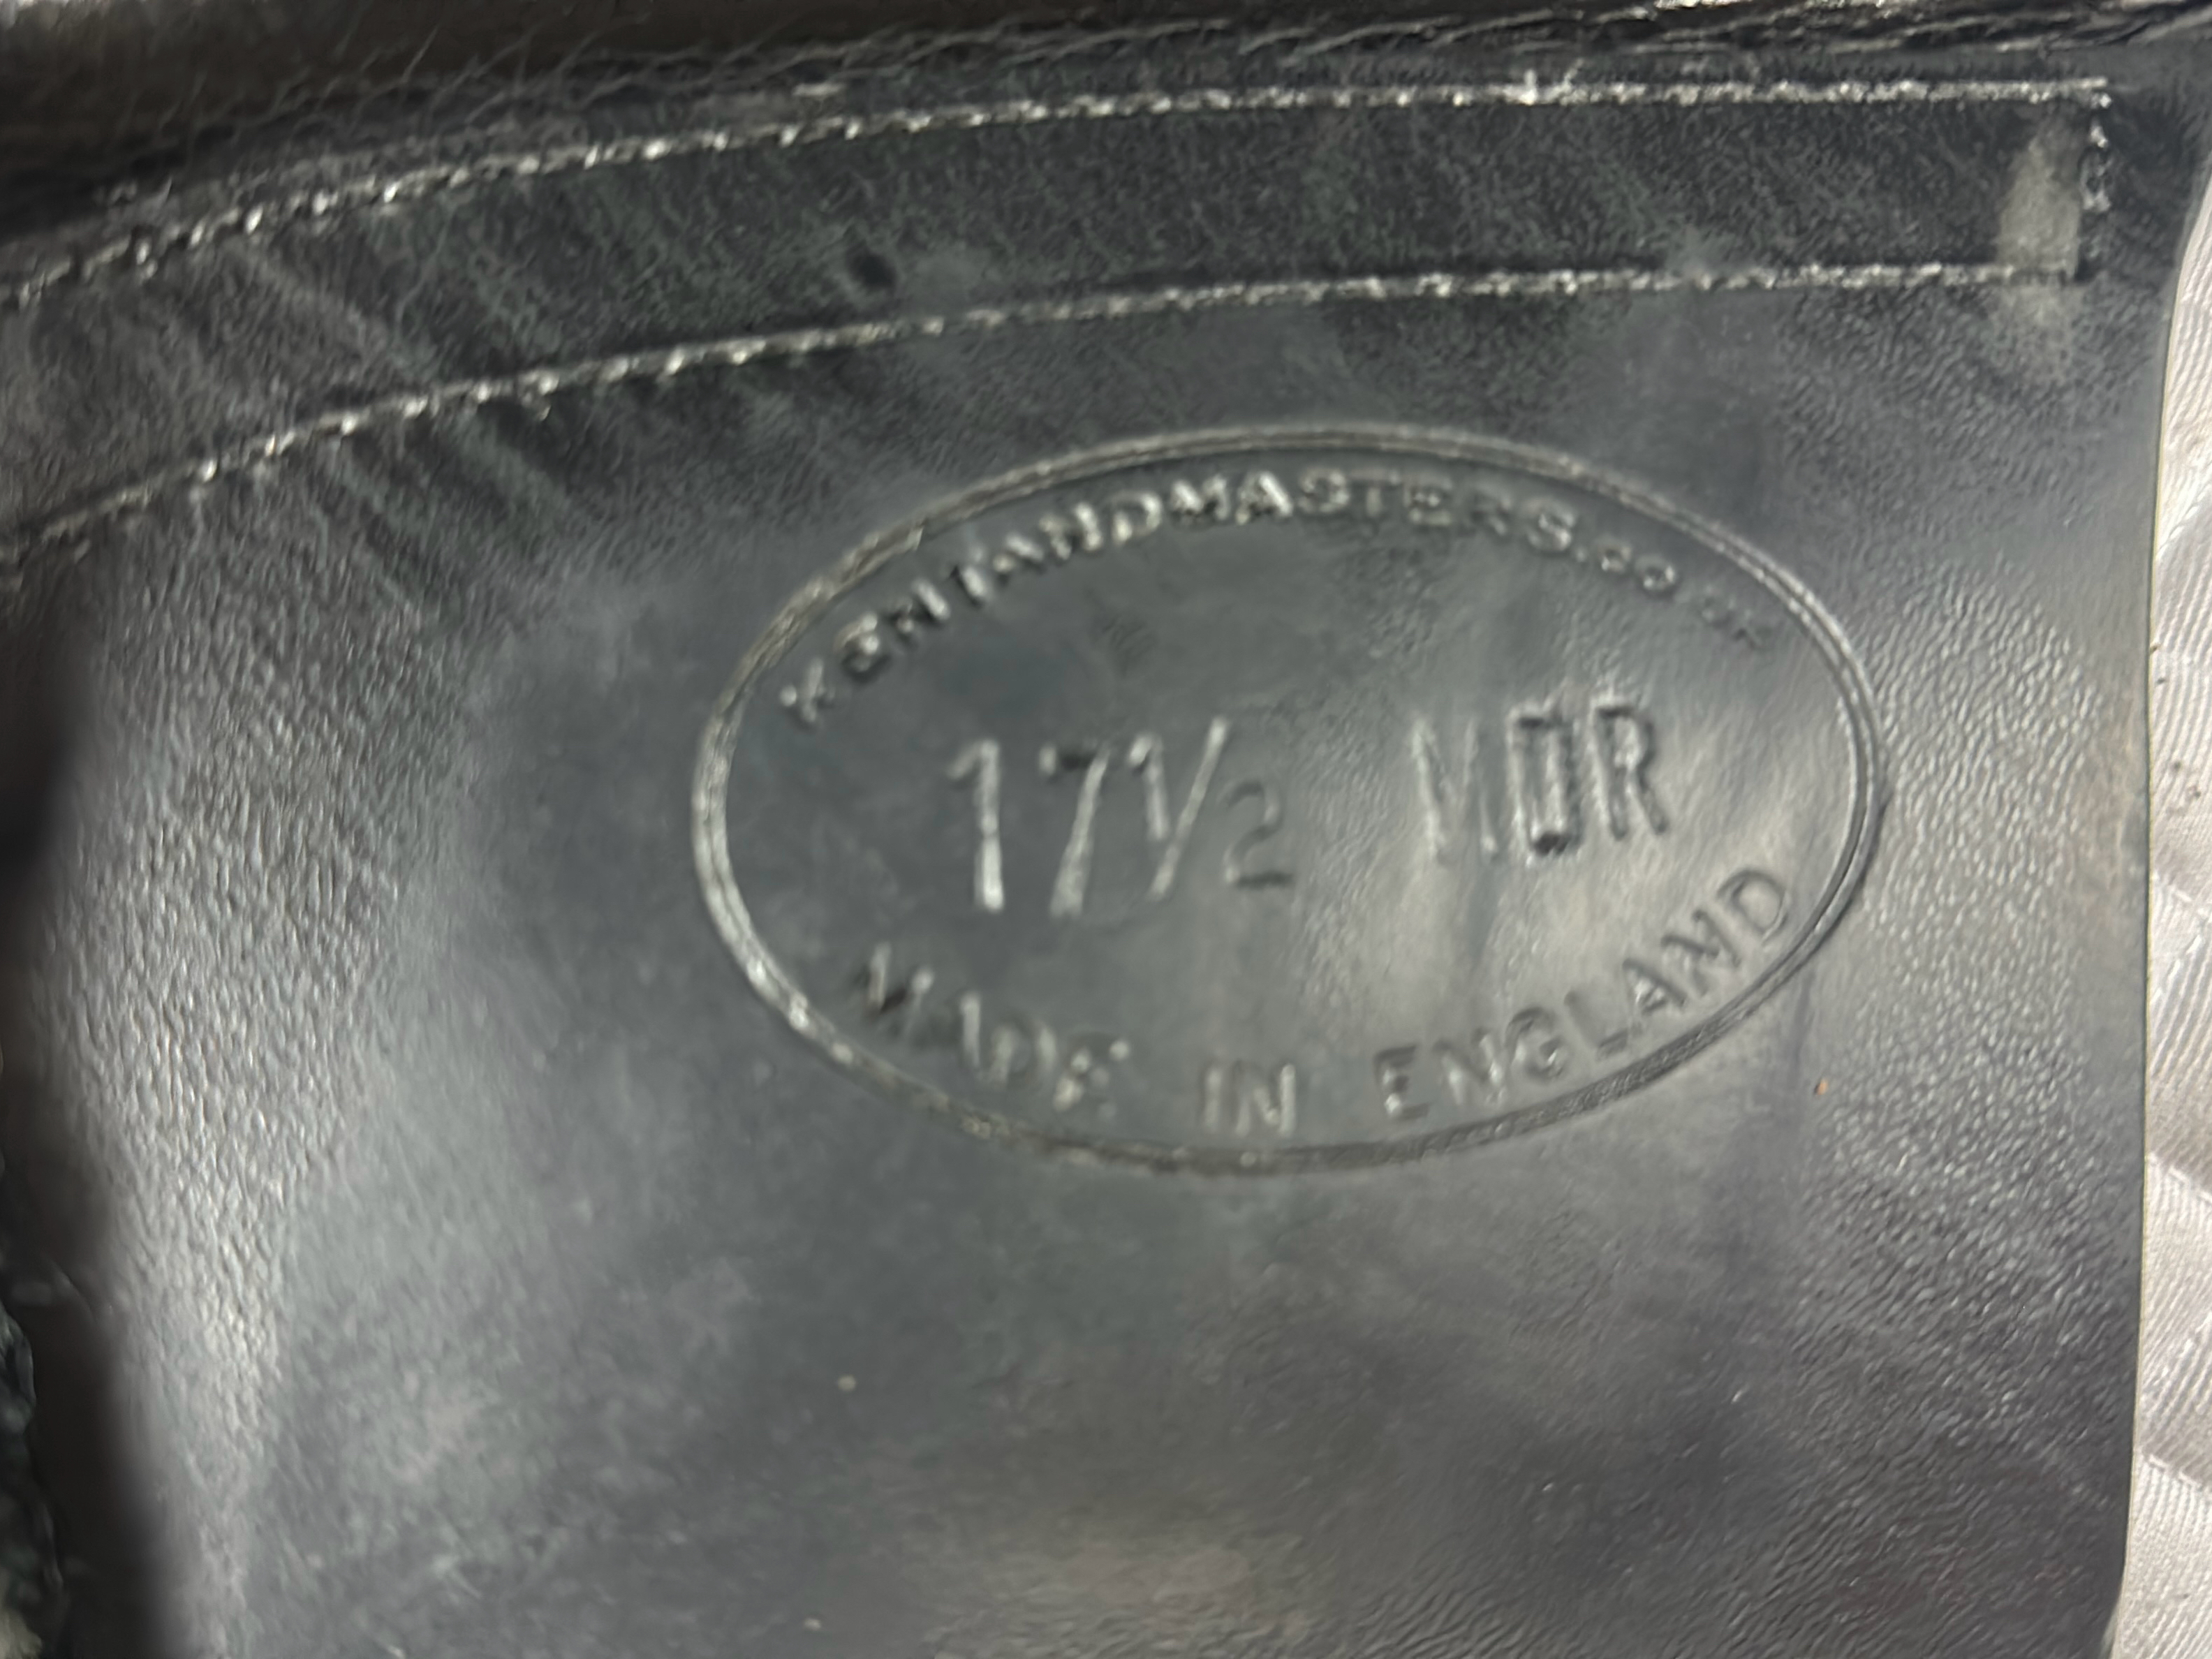 KENTANDMASTERS.CO.UK
17½ MDR
MADE IN ENGLAND